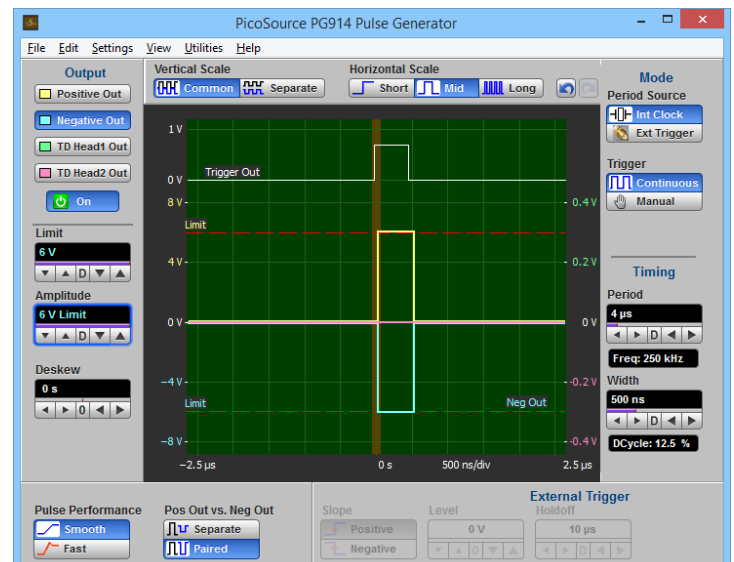 PicoSource PG914 Pulse Generator
File Edit Settings View Utilities Help
Output
Positive Out
Negative Out
TD Head1 Out
TD Head2 Out
On
Limit
6 V
D
Amplitude
6 V Limit
D
Deskew
0 s
0
Vertical Scale
Common
Separate
Horizontal Scale
Short
Mid
Long
1 V
0 V
Trigger Out
8 V
0.4 V
Limit
4 V
0.2 V
0 V
0 V
−4 V
-0.2 V
Limit
Neg Out
−8 V
-0.4 V
−2.5 µs
0 s
500 ns/div
2.5 µs
Mode
Period Source
Int Clock
Ext Trigger
Trigger
Continuous
Manual
Timing
Period
4 µs
D
Freq: 250 kHz
Width
500 ns
D
DCycle: 12.5 %
Pulse Performance
Smooth
Fast
Pos Out vs. Neg Out
Separate
Paired
External Trigger
Slope
Positive
Negative
Level
0 V
0
Holdoff
10 µs
D